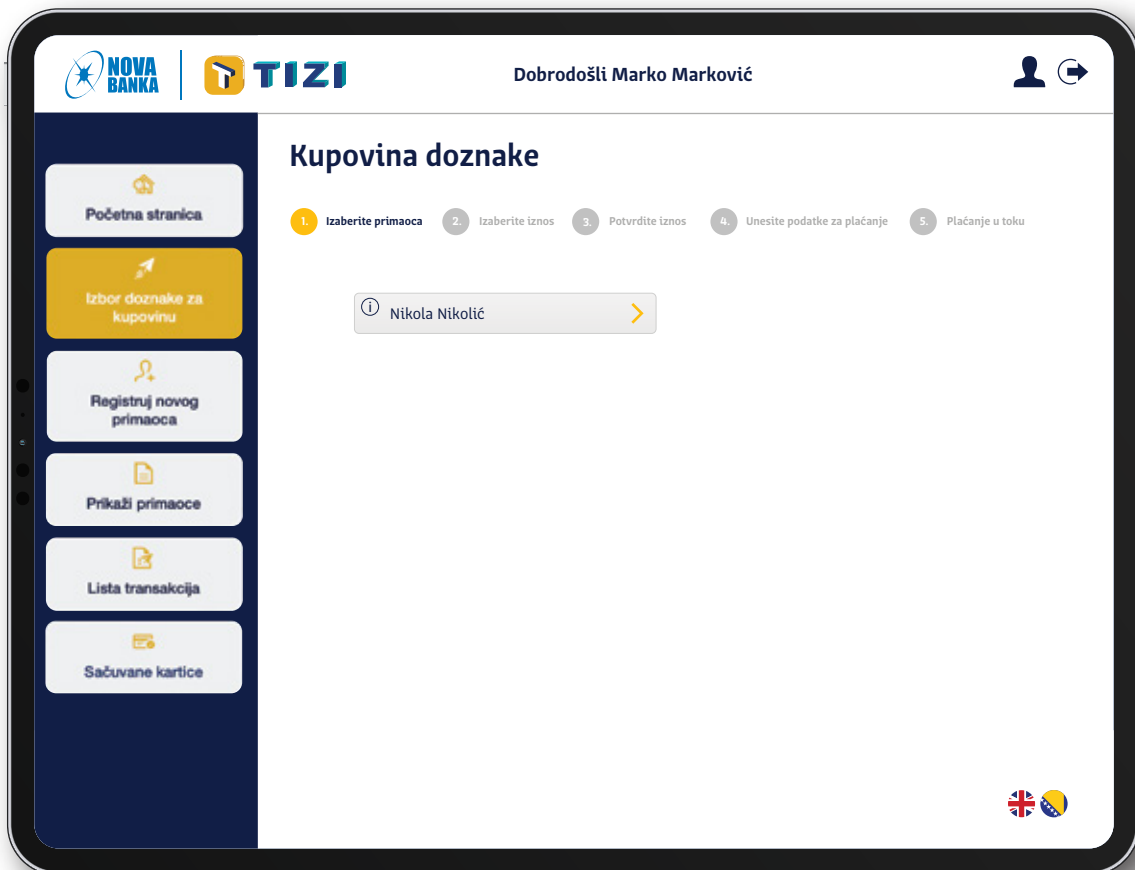 NOVA
BANKA
TIZI
Dobrodošli Marko Marković
Kupovina doznake
1. Izaberite primaoca 2. Izaberite iznos 3. Potvrdite iznos 4. Unesite podatke za plaćanje 5. Plaćanje u toku
Nikola Nikolić
Početna stranica
Izbor doznake za
kupovinu
Registruj novog
primaoca
Prikaži primaoce
Lista transakcija
Sačuvane kartice